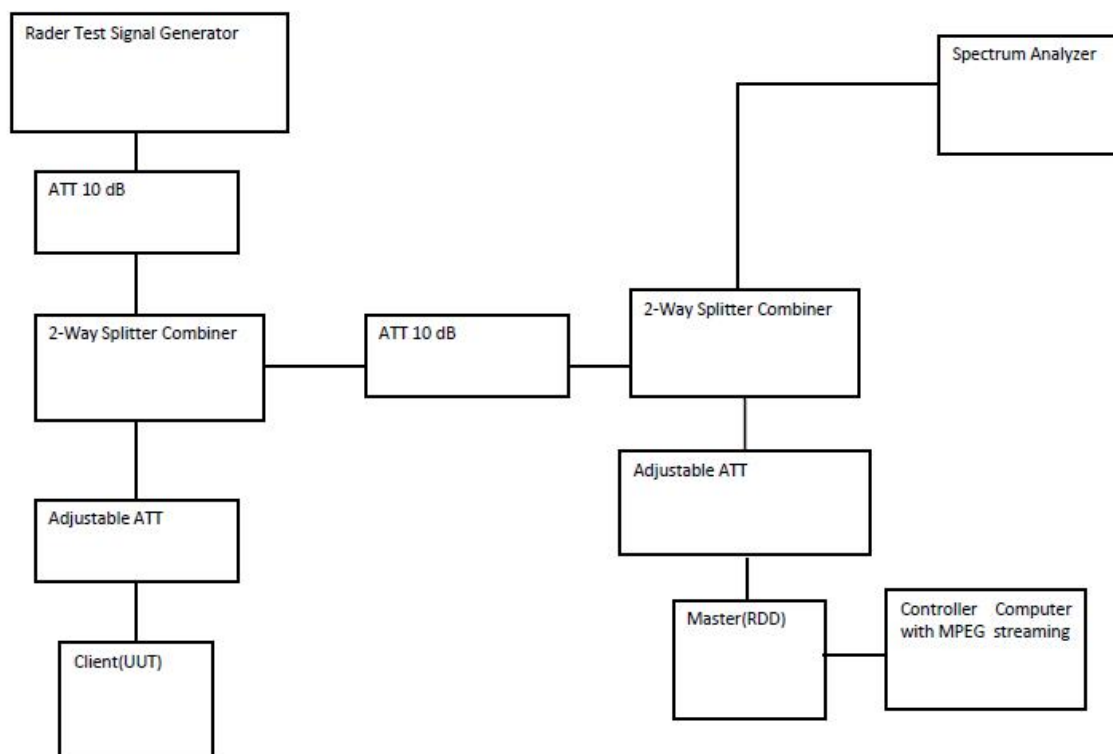 Rader Test Signal Generator
Spectrum Analyzer
ATT 10 dB
2-Way Splitter Combiner
ATT 10 dB
2-Way Splitter Combiner
Adjustable ATT
Adjustable ATT
Master(RDD)
Controller Computer
with MPEG streaming
Client(UUT)